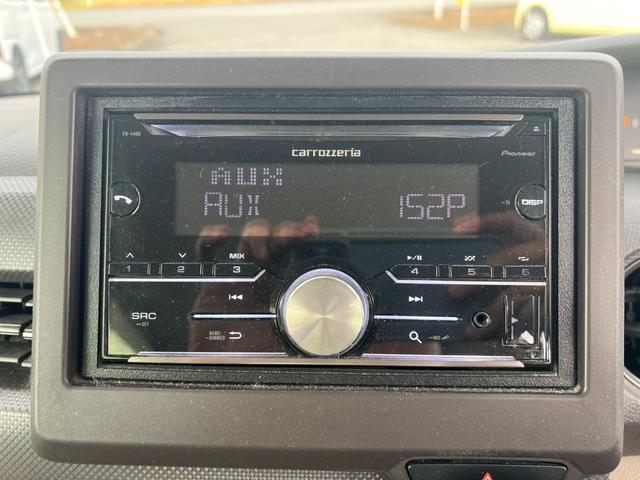 FH-4400
carrozzeria
Pioneer
AUX
AUX 152P
DISP
MIX
1 2 3 4 5 6
SRC
OFF
BAND
DIMMER